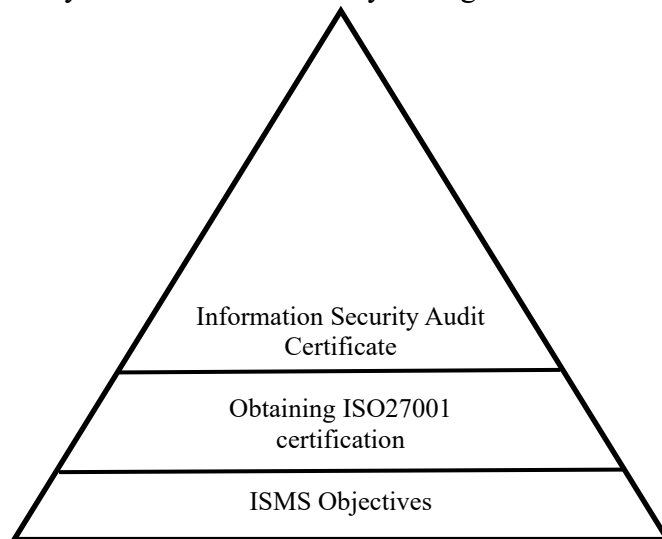 Information Security Audit
Certificate
Obtaining ISO27001
certification
ISMS Objectives